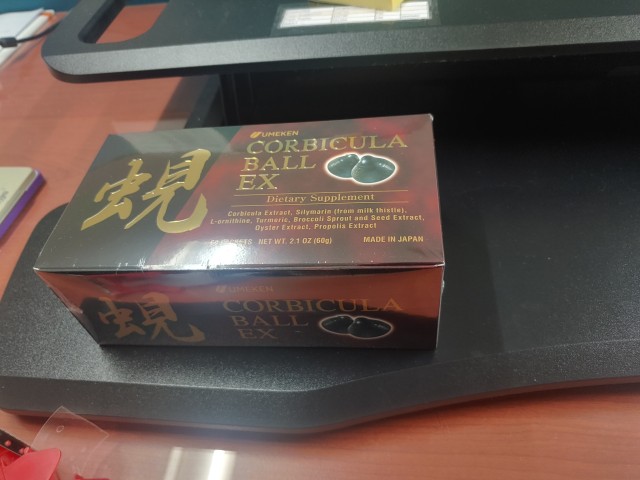 UMEKEN
CORBICULA
BALL
EX
蜆
Dietary Supplement
Corbicula Extract, Silymarin (from milk thistle),
L-ornithine, Turmeric, Broccoli Sprout and Seed Extract,
Oyster Extract, Propolis Extract
NET WT. 2.1 OZ (60g) MADE IN JAPAN
UMEKEN
CORBICULA
BALL
EX
蜆